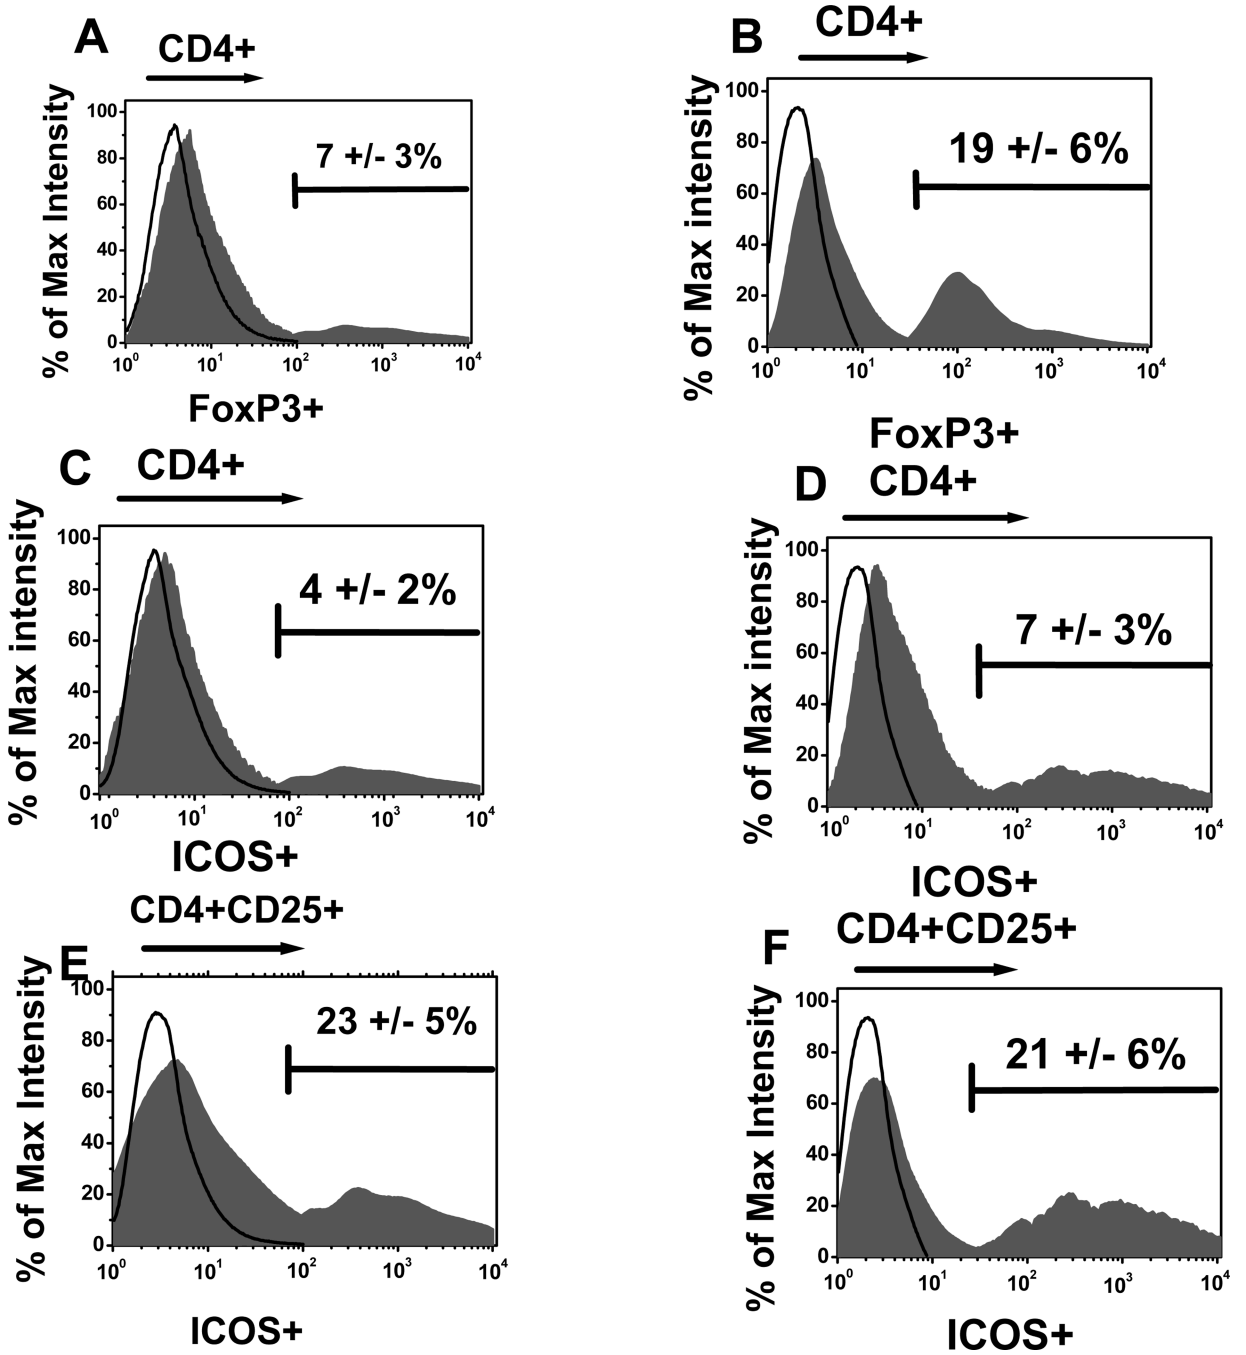 A
CD4+
% of Max Intensity
100
80
60
40
20
0
7 +/- 3%
10^0 10^1 10^2 10^3 10^4
FoxP3+
B
CD4+
% of Max intensity
100
80
60
40
20
0
19 +/- 6%
10^0 10^1 10^2 10^3 10^4
FoxP3+
C
CD4+
% of Max intensity
100
80
60
40
20
0
4 +/- 2%
10^0 10^1 10^2 10^3 10^4
ICOS+
D
CD4+
% of Max intensity
100
80
60
40
20
0
7 +/- 3%
10^0 10^1 10^2 10^3 10^4
ICOS+
E
CD4+CD25+
% of Max Intensity
100
80
60
40
20
0
23 +/- 5%
10^0 10^1 10^2 10^3 10^4
ICOS+
F
CD4+CD25+
% of Max Intensity
100
80
60
40
20
0
21 +/- 6%
10^0 10^1 10^2 10^3 10^4
ICOS+